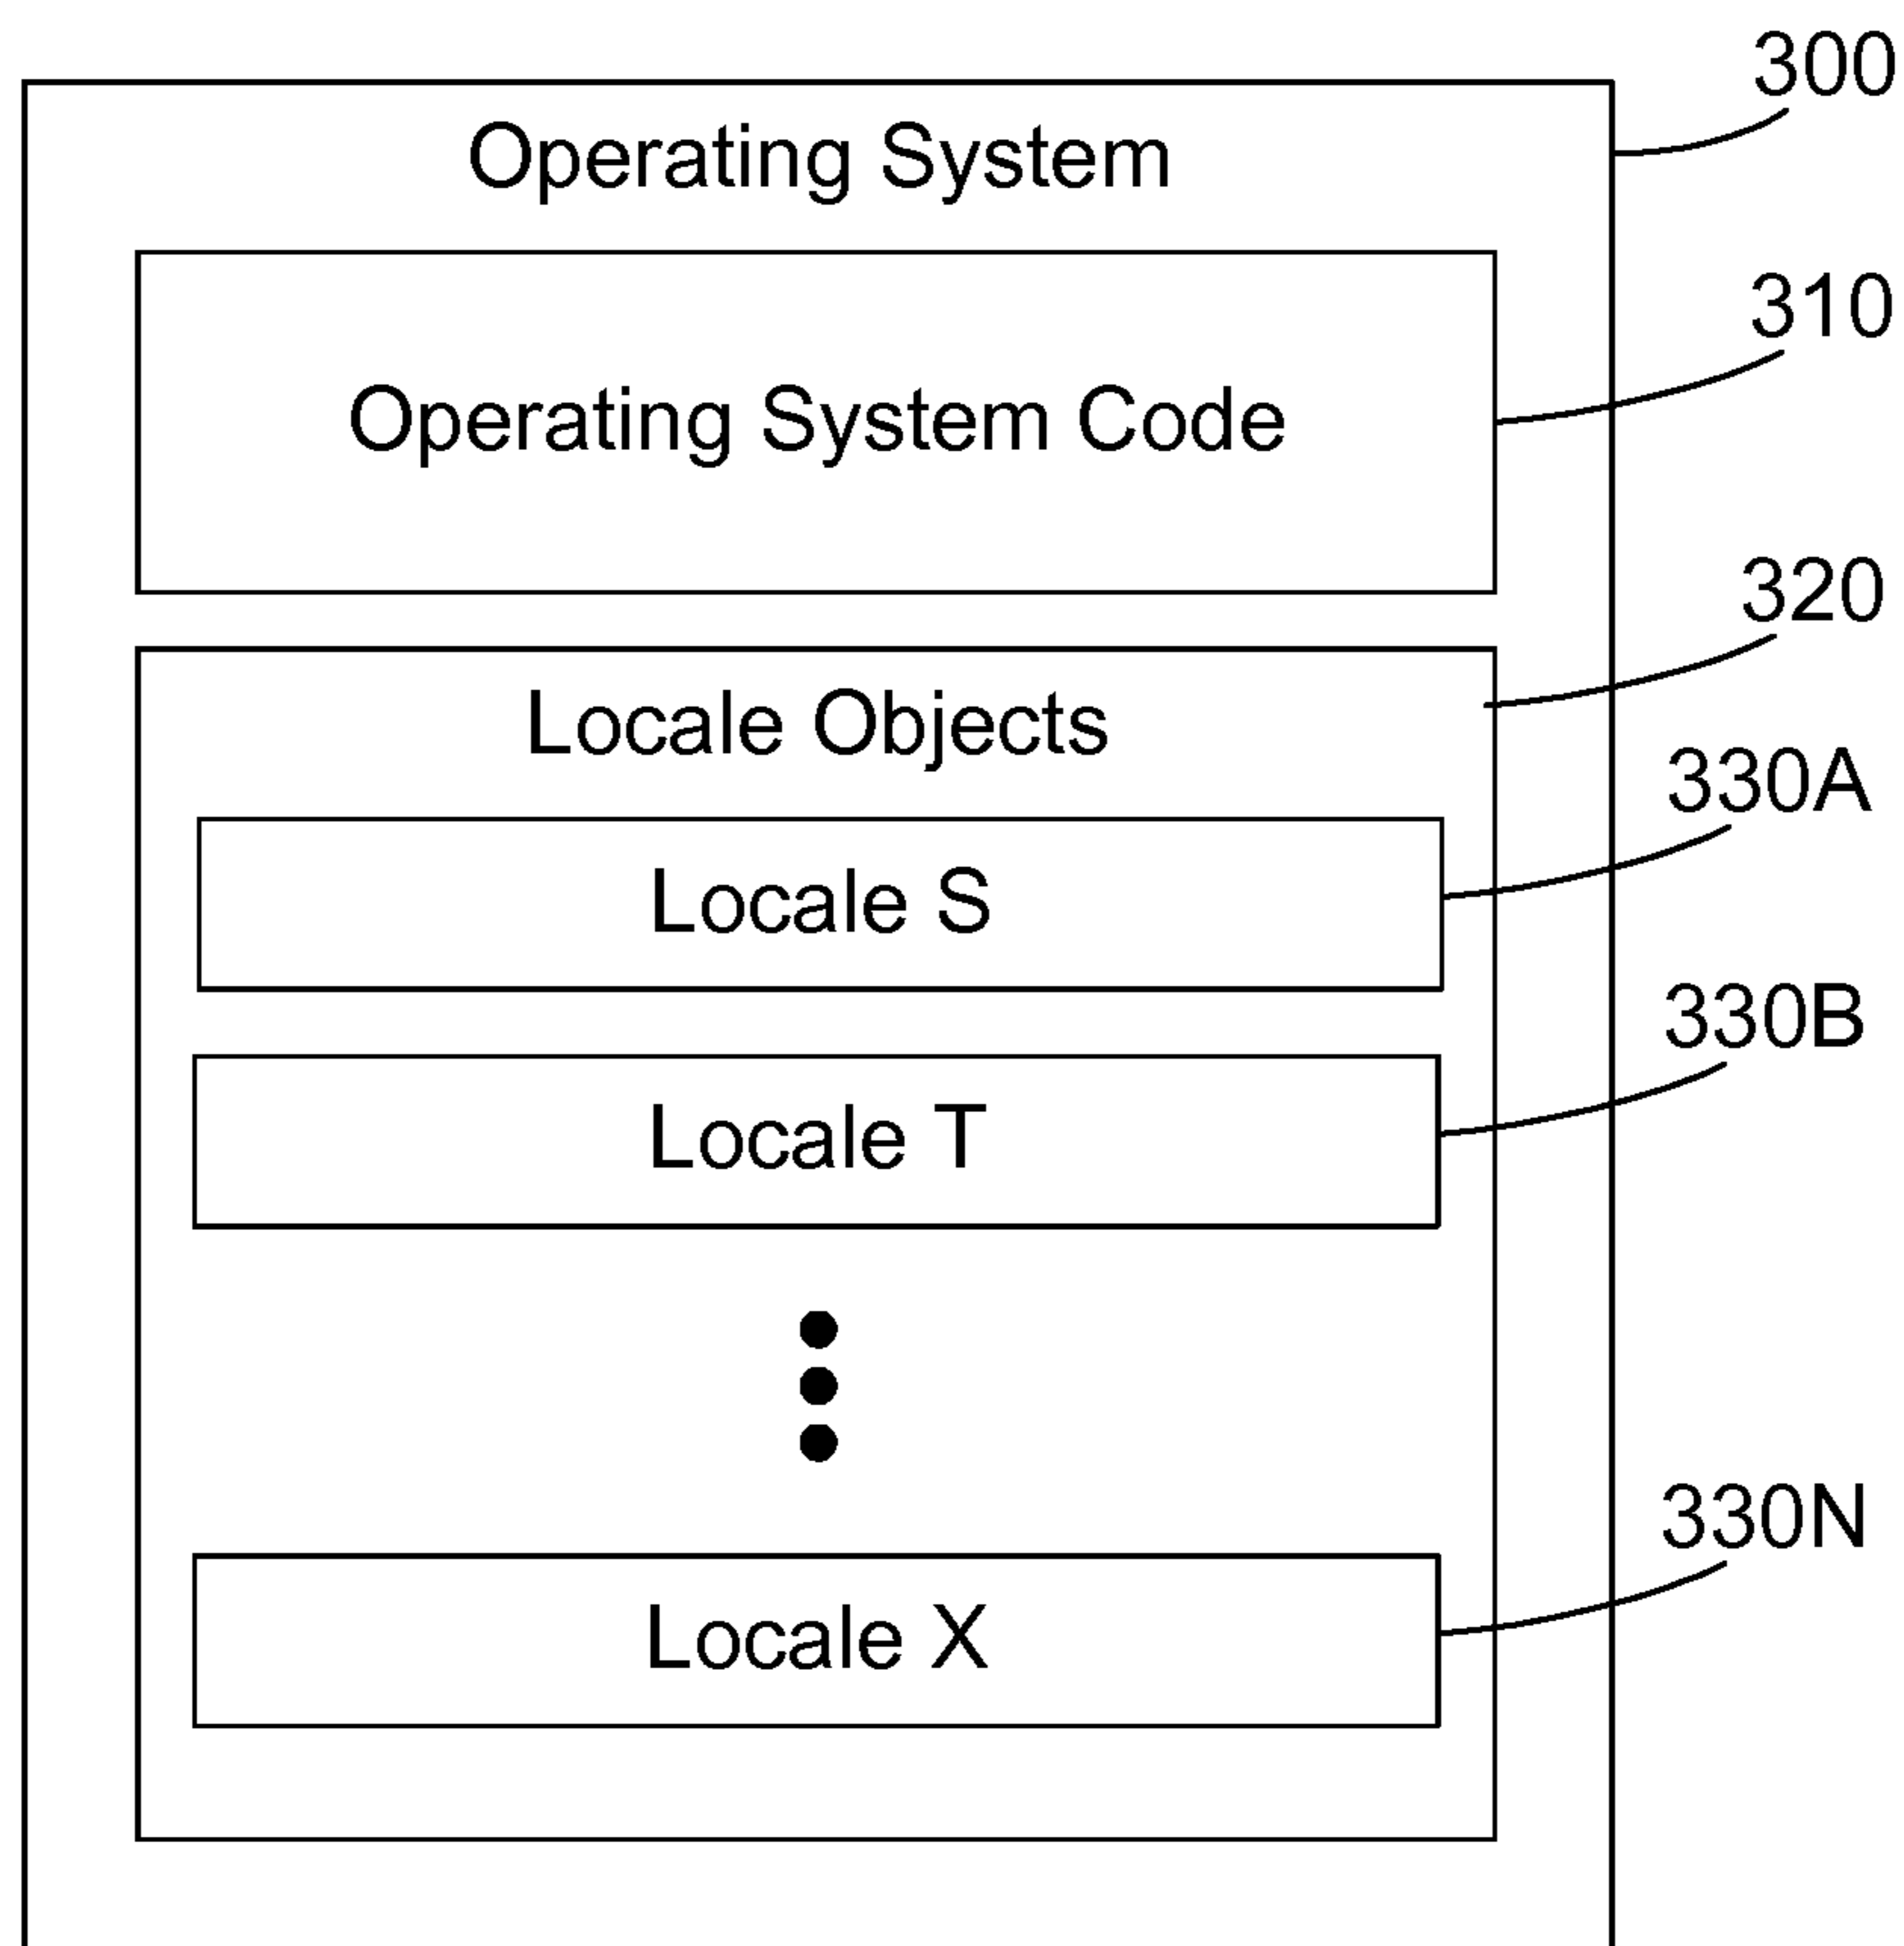 300
Operating System
310
Operating System Code
320
Locale Objects
330A
Locale S
330B
Locale T
330N
Locale X